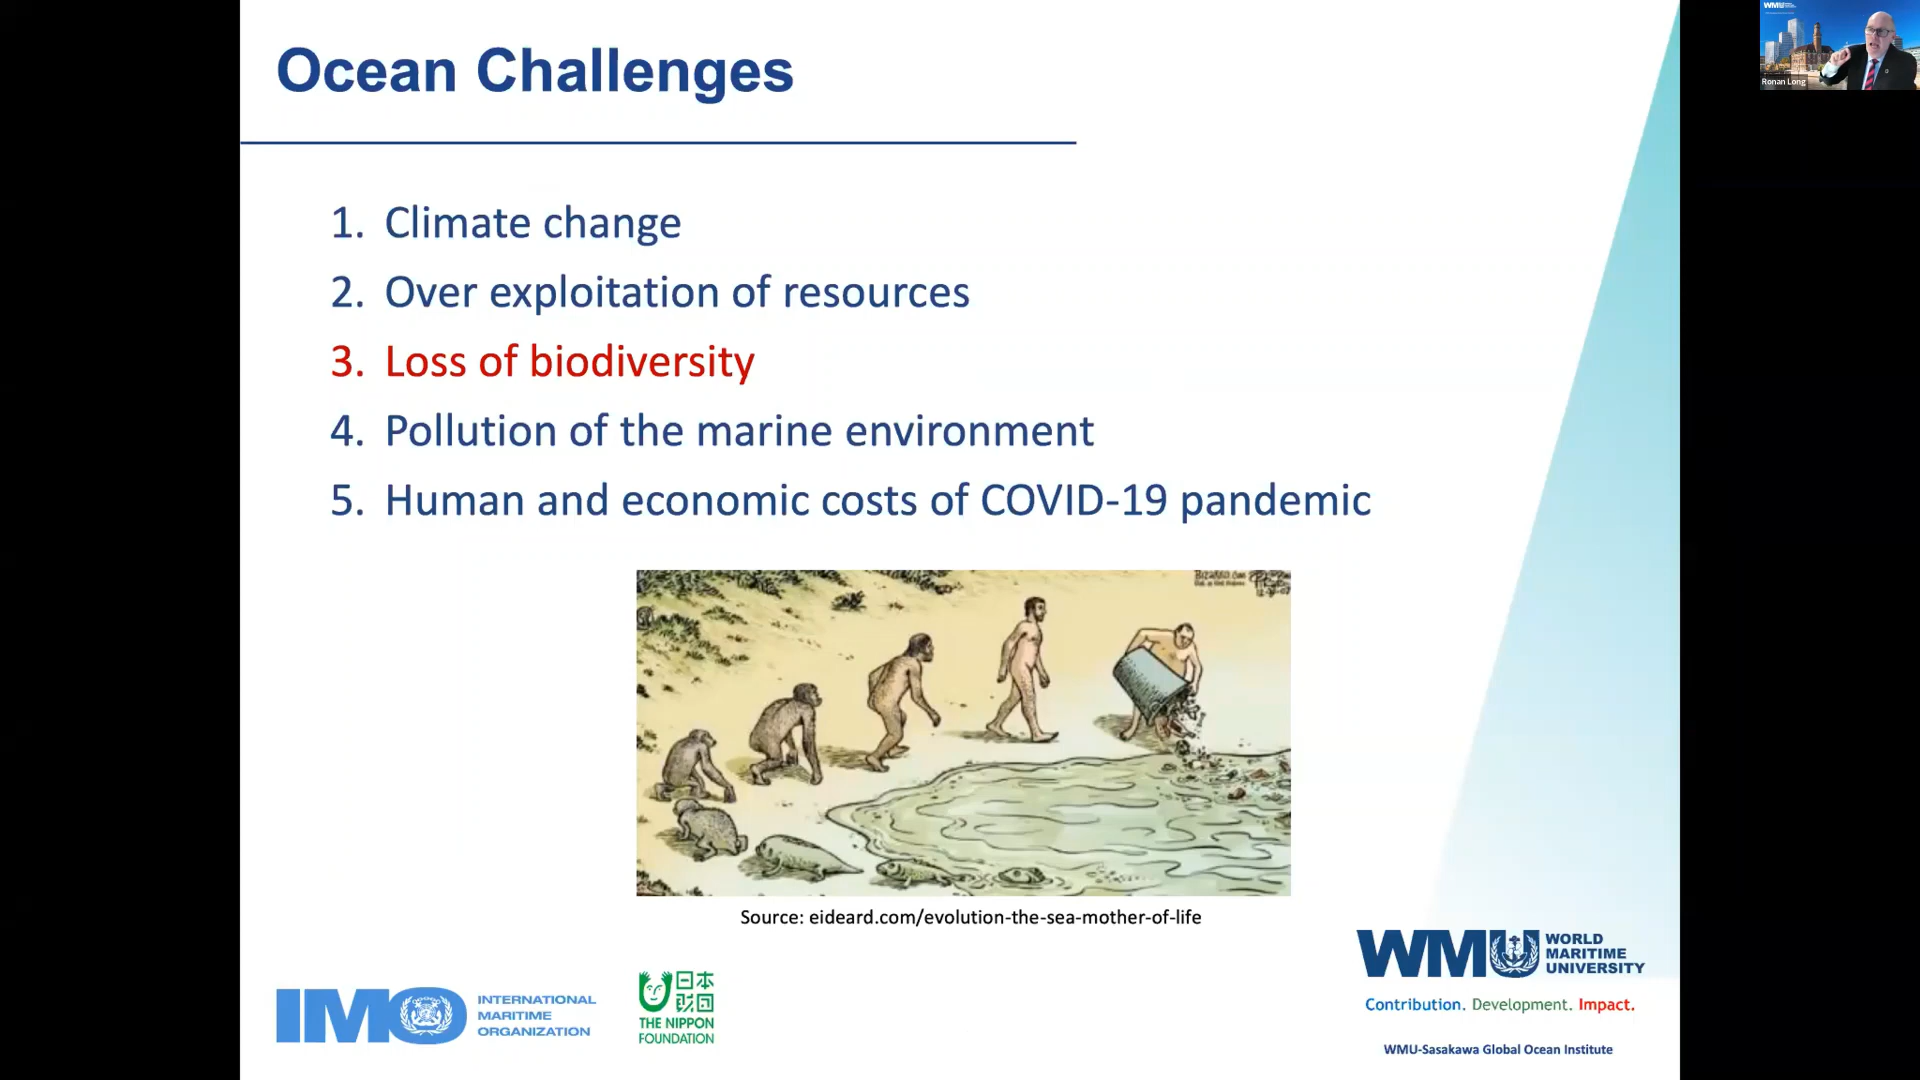 Ocean Challenges
WMU
Ronan Long
1. Climate change
2. Over exploitation of resources
3. Loss of biodiversity
4. Pollution of the marine environment
5. Human and economic costs of COVID-19 pandemic
Source: eideard.com/evolution-the-sea-mother-of-life
IMO
INTERNATIONAL
MARITIME
ORGANIZATION
日本
財団
THE NIPPON
FOUNDATION
WMU
WORLD
MARITIME
UNIVERSITY
Contribution. Development. Impact.
WMU-Sasakawa Global Ocean Institute